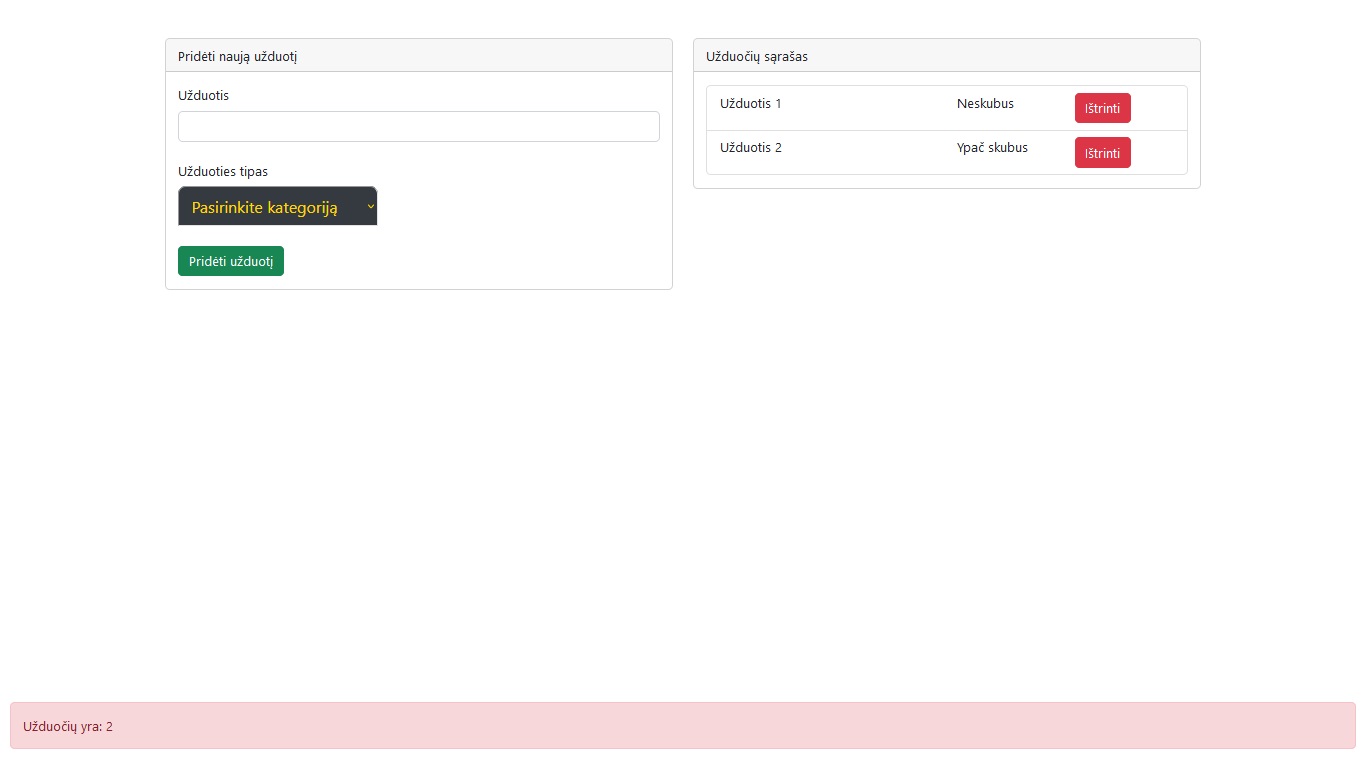 Pridėti naują užduotį
Užduotis
Užduoties tipas
Pasirinkite kategoriją
Pridėti užduotį
Užduočių sąrašas
Užduotis 1 Neskubus Ištrinti
Užduotis 2 Ypač skubus Ištrinti
Užduočių yra: 2